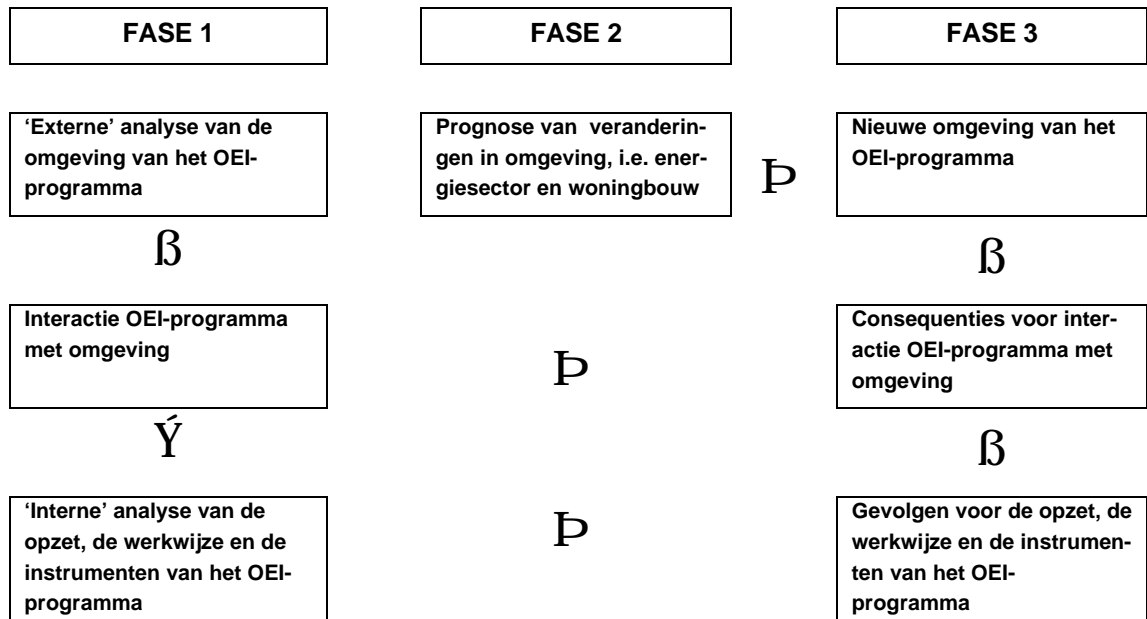 FASE 1
FASE 2
FASE 3
‘Externe’ analyse van de
omgeving van het OEI-
programma
Prognose van veranderin-
gen in omgeving, i.e. ener-
giesector en woningbouw
Þ
Nieuwe omgeving van het
OEI-programma
ß
ß
Interactie OEI-programma
met omgeving
Þ
Consequenties voor inter-
actie OEI-programma met
omgeving
Ý
ß
‘Interne’ analyse van de
opzet, de werkwijze en de
instrumenten van het OEI-
programma
Þ
Gevolgen voor de opzet, de
werkwijze en de instrumen-
ten van het OEI-
programma